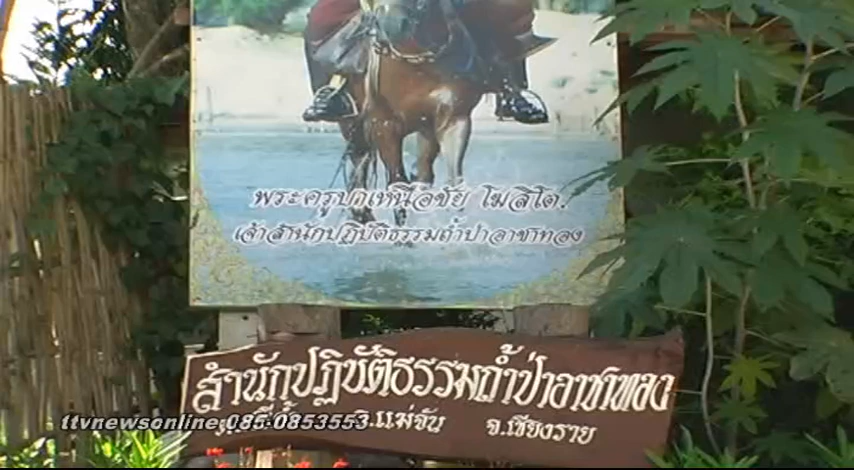 พระครูบาเหนือชัย โฆสิโต.
เจ้าสำนักปฏิบัติธรรมถ้ำป่าอาชาทอง
สำนักปฏิบัติธรรมถ้ำป่าอาชาทอง
อ.แม่จัน จ.เชียงราย
ttvnewsonline 085-0853553